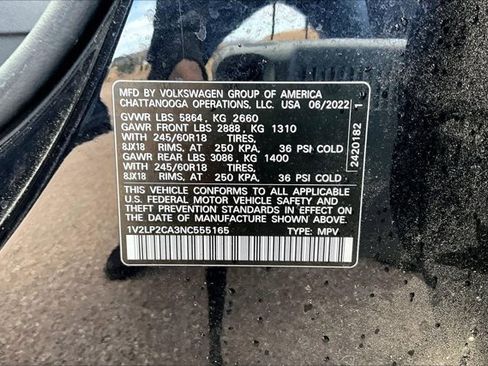 MFD BY VOLKSWAGEN GROUP OF AMERICA
CHATTANOOGA OPERATIONS, LLC. USA 06/2022
GVWR LBS 5864, KG 2660
GAWR FRONT LBS 2888, KG 1310
WITH 245/60R18 TIRES,
8JX18 RIMS, AT 250 KPA, 36 PSI COLD
GAWR REAR LBS 3086, KG 1400
WITH 245/60R18 TIRES,
8JX18 RIMS, AT 250 KPA, 36 PSI COLD
THIS VEHICLE CONFORMS TO ALL APPLICABLE
U.S. FEDERAL MOTOR VEHICLE SAFETY AND
THEFT PREVENTION STANDARDS IN EFFECT ON
THE DATE OF MANUFACTURE SHOWN ABOVE.
1V2LP2CA3NC555165 TYPE: MPV
2420182 1